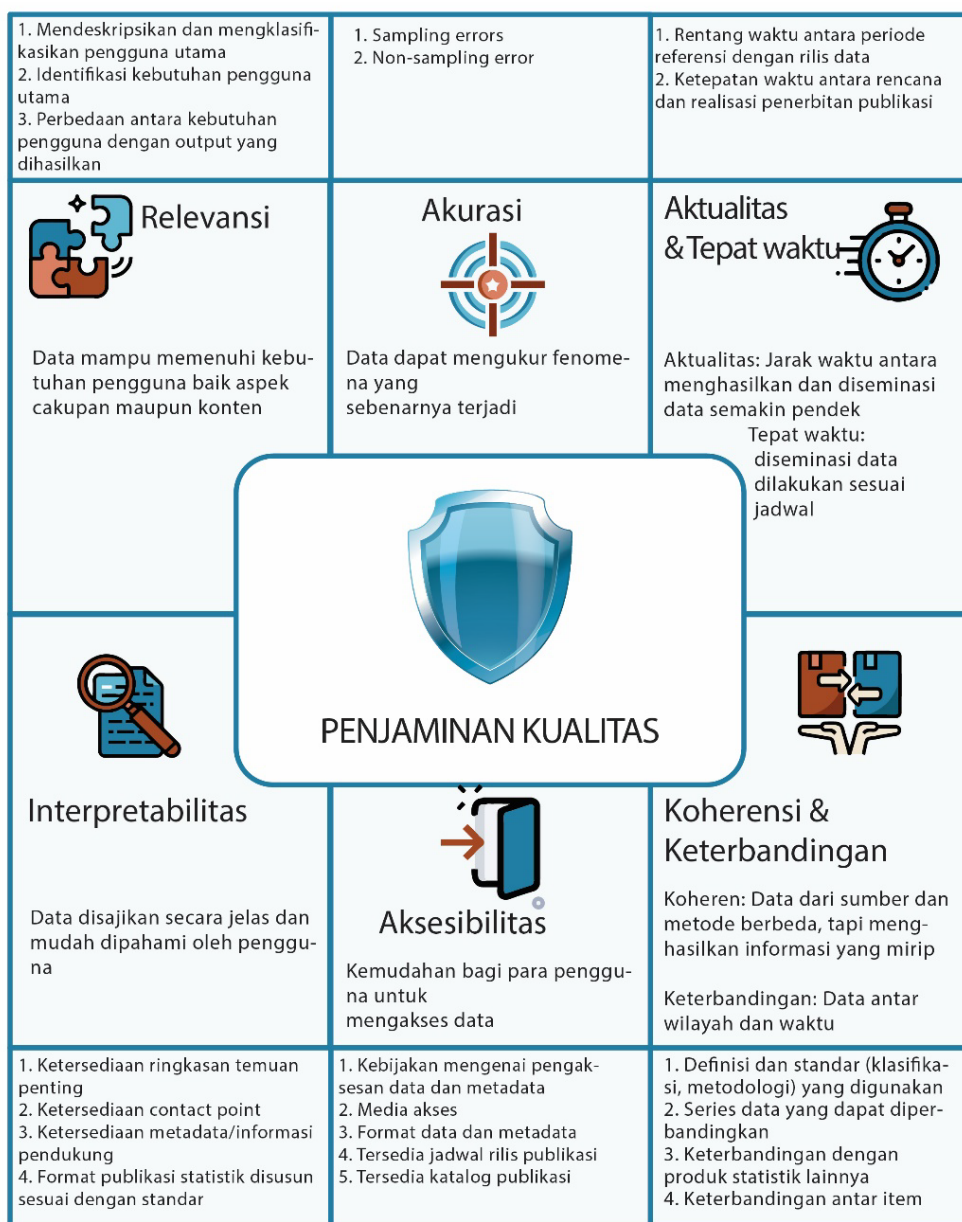 1. Mendeskripsikan dan mengklasifi-
kasikan pengguna utama
2. Identifikasi kebutuhan pengguna
utama
3. Perbedaan antara kebutuhan
pengguna dengan output yang
dihasilkan
1. Sampling errors
2. Non-sampling error
1. Rentang waktu antara periode
referensi dengan rilis data
2. Ketepatan waktu antara rencana
dan realisasi penerbitan publikasi
Relevansi
Data mampu memenuhi kebu-
tuhan pengguna baik aspek
cakupan maupun konten
Akurasi
Data dapat mengukur fenome-
na yang
sebenarnya terjadi
Aktualitas
& Tepat waktu
Aktualitas: Jarak waktu antara
menghasilkan dan diseminasi
data semakin pendek
Tepat waktu:
diseminasi data
dilakukan sesuai
jadwal
PENJAMINAN KUALITAS
Interpretabilitas
Data disajikan secara jelas dan
mudah dipahami oleh penggu-
na
Aksesibilitas
Kemudahan bagi para penggu-
na untuk
mengakses data
Koherensi &
Keterbandingan
Koheren: Data dari sumber dan
metode berbeda, tapi meng-
hasilkan informasi yang mirip
Keterbandingan: Data antar
wilayah dan waktu
1. Ketersediaan ringkasan temuan
penting
2. Ketersediaan contact point
3. Ketersediaan metadata/informasi
pendukung
4. Format publikasi statistik disusun
sesuai dengan standar
1. Kebijakan mengenai pengak-
sesan data dan metadata
2. Media akses
3. Format data dan metadata
4. Tersedia jadwal rilis publikasi
5. Tersedia katalog publikasi
1. Definisi dan standar (klasifika-
si, metodologi) yang digunakan
2. Series data yang dapat diper-
bandingkan
3. Keterbandingan dengan
produk statistik lainnya
4. Keterbandingan antar item